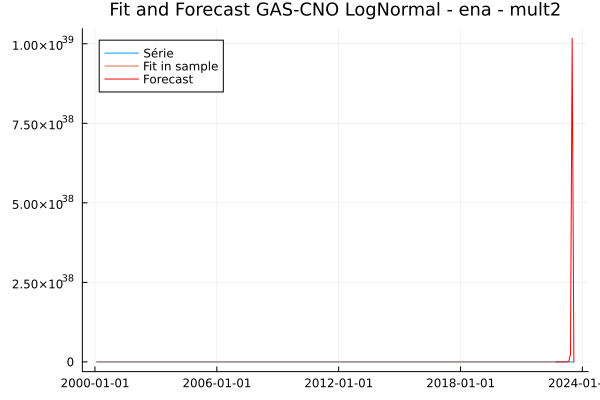 Fit and Forecast GAS-CNO LogNormal - ena - mult2
1.00×10³⁹
7.50×10³⁸
5.00×10³⁸
2.50×10³⁸
0
Série
Fit in sample
Forecast
2000-01-01 2006-01-01 2012-01-01 2018-01-01 2024-01-